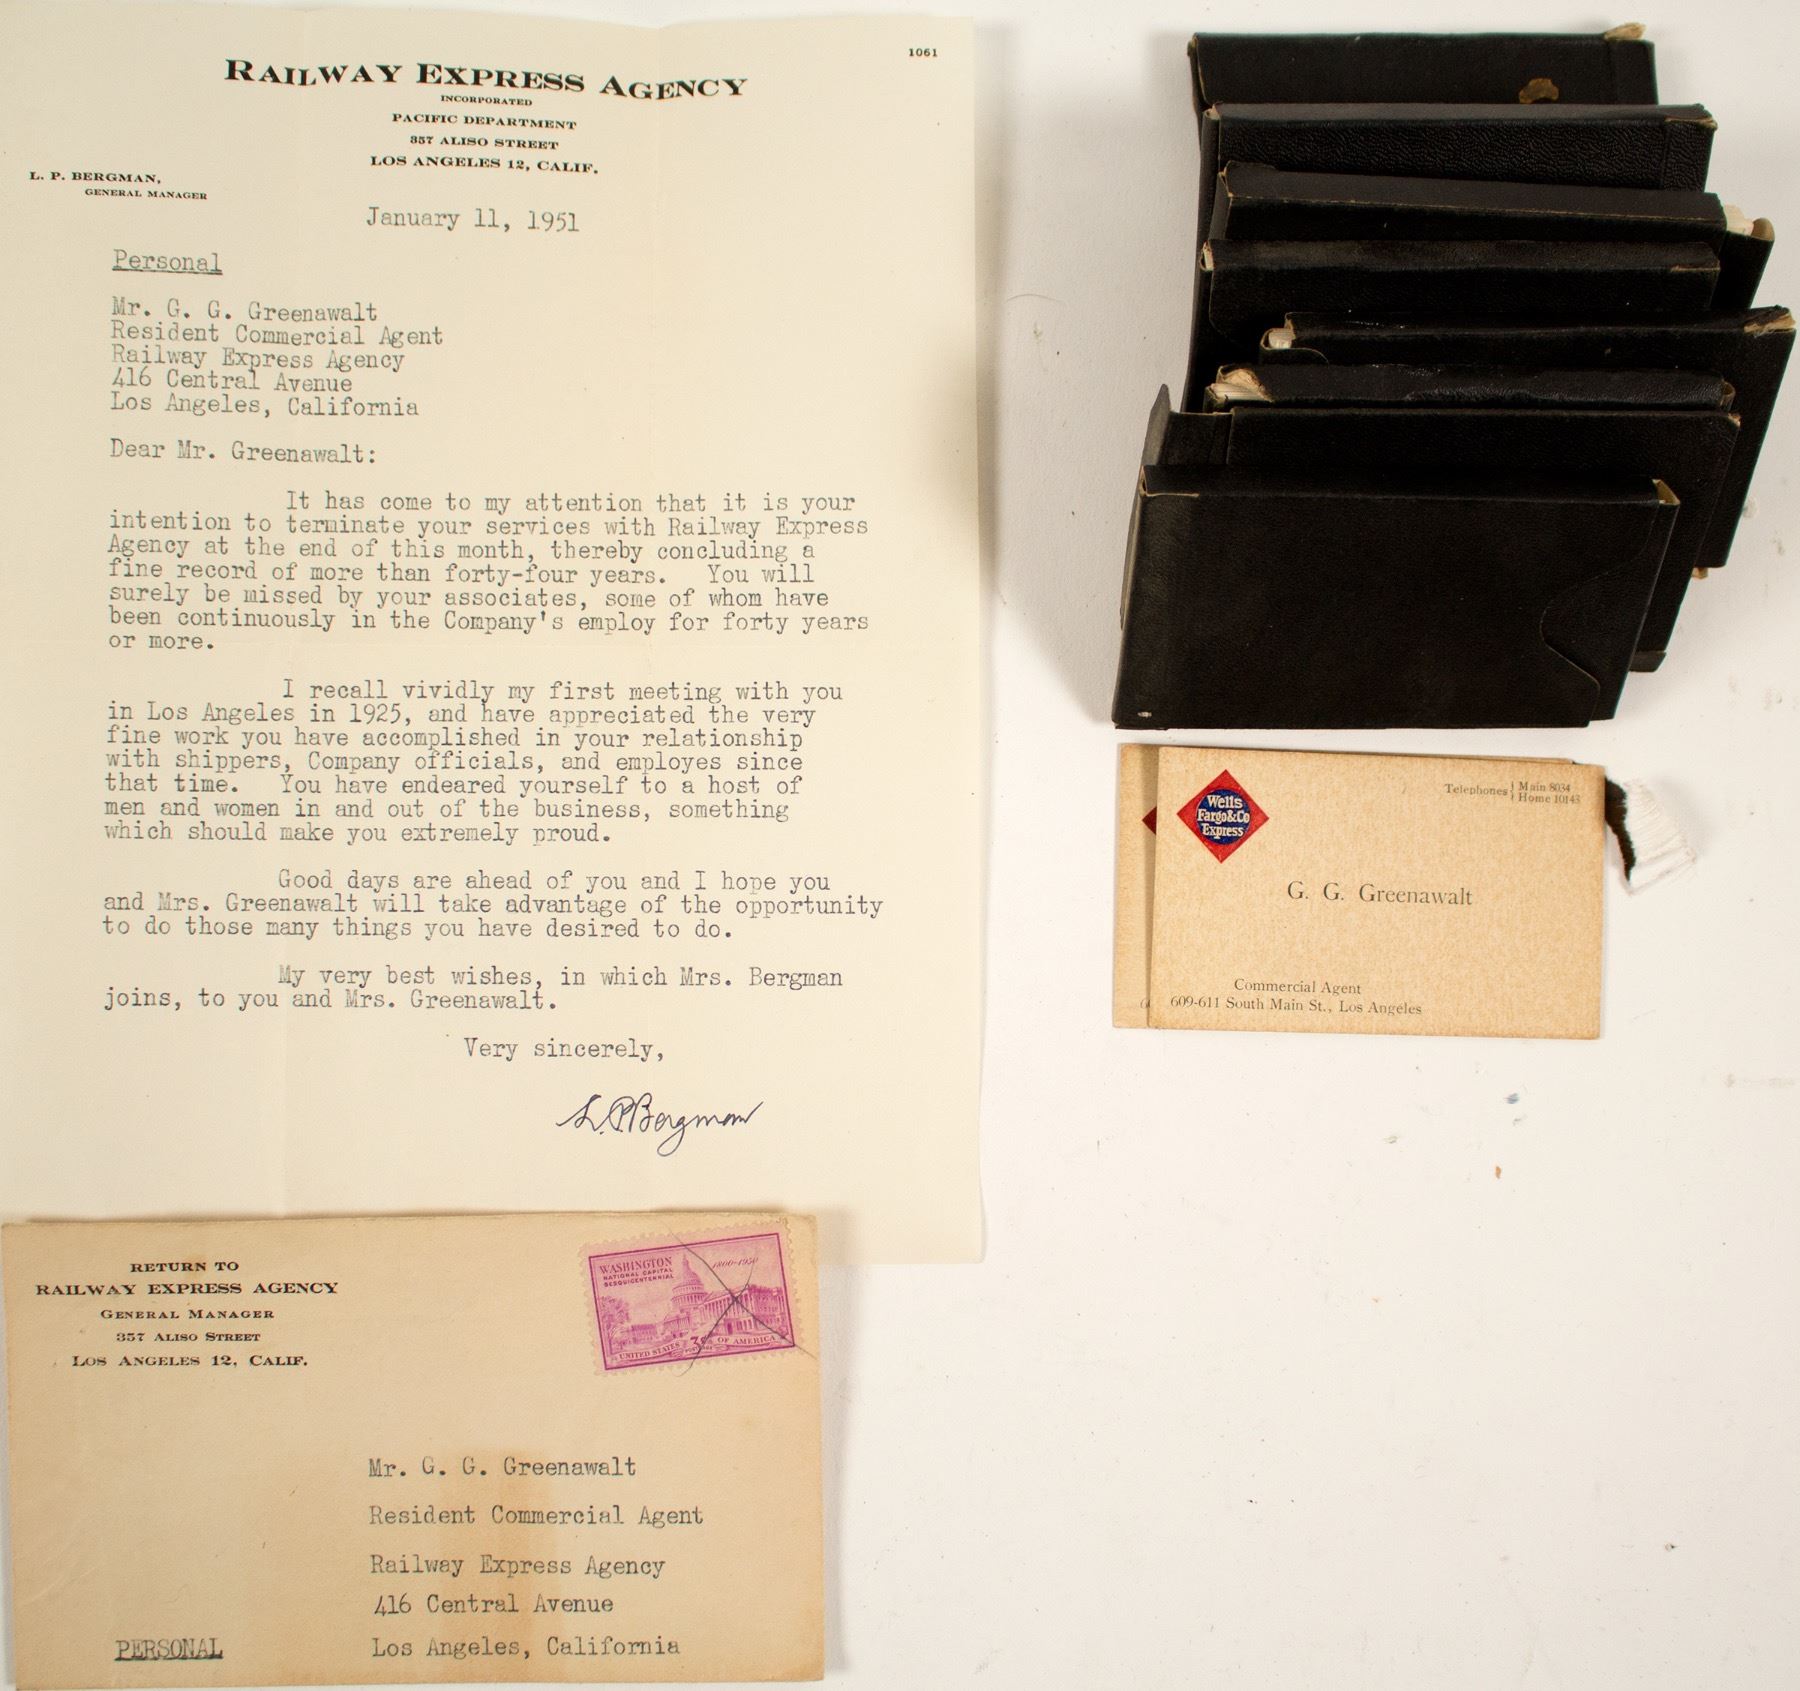 1061
RAILWAY EXPRESS AGENCY
INCORPORATED
PACIFIC DEPARTMENT
357 ALISO STREET
LOS ANGELES 12, CALIF.
L. P. BERGMAN,
GENERAL MANAGER
January 11, 1951
Personal
Mr. G. G. Greenawalt
Resident Commercial Agent
Railway Express Agency
416 Central Avenue
Los Angeles, California
Dear Mr. Greenawalt:
It has come to my attention that it is your
intention to terminate your services with Railway Express
Agency at the end of this month, thereby concluding a
fine record of more than forty-four years. You will
surely be missed by your associates, some of whom have
been continuously in the Company's employ for forty years
or more.
I recall vividly my first meeting with you
in Los Angeles in 1925, and have appreciated the very
fine work you have accomplished in your relationship
with shippers, Company officials, and employes since
that time. You have endeared yourself to a host of
men and women in and out of the business, something
which should make you extremely proud.
Good days are ahead of you and I hope you
and Mrs. Greenawalt will take advantage of the opportunity
to do those many things you have desired to do.
My very best wishes, in which Mrs. Bergman
joins, to you and Mrs. Greenawalt.
Very sincerely,
L. P. Bergman
RETURN TO
RAILWAY EXPRESS AGENCY
GENERAL MANAGER
357 ALISO STREET
LOS ANGELES 12, CALIF.
WASHINGTON 1800-1950
NATIONAL CAPITAL
SESQUICENTENNIAL
3¢
UNITED STATES OF AMERICA
POSTAGE
Mr. G. G. Greenawalt
Resident Commercial Agent
Railway Express Agency
416 Central Avenue
PERSONAL Los Angeles, California
Wells
Fargo & Co
Express
Telephones { Main 8034
Home 10143
G. G. Greenawalt
Commercial Agent
609-611 South Main St., Los Angeles